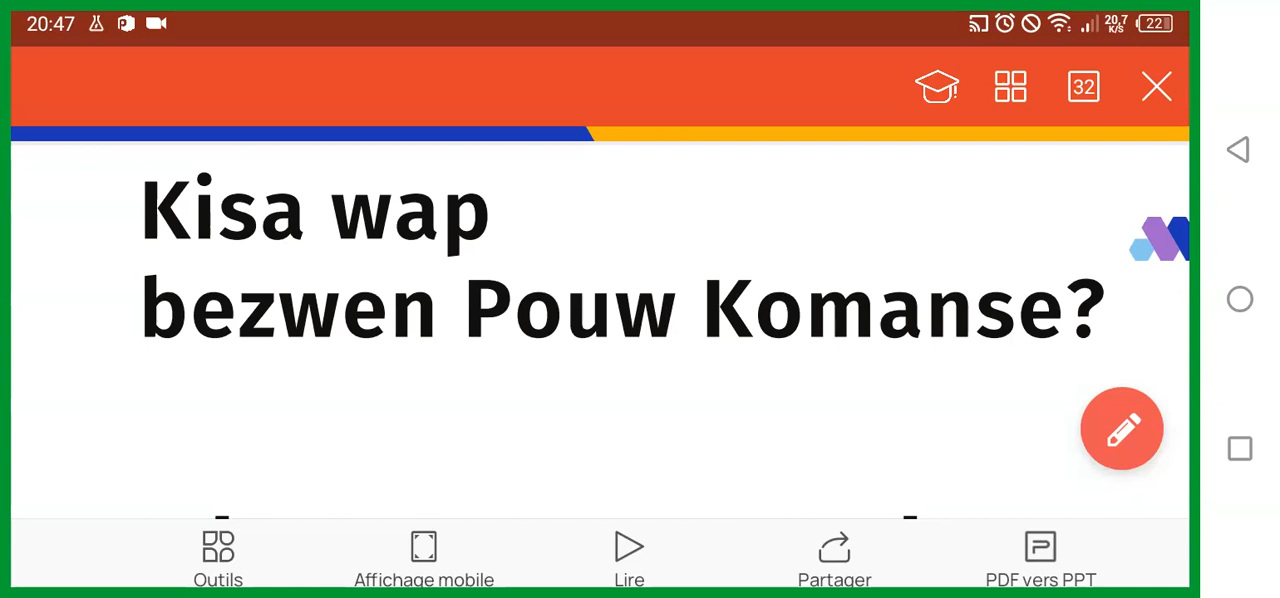 20:47
20,7
K/S
22
32
Kisa wap
bezwen Pouw Komanse?
Outils
Affichage mobile
Lire
Partager
PDF vers PPT